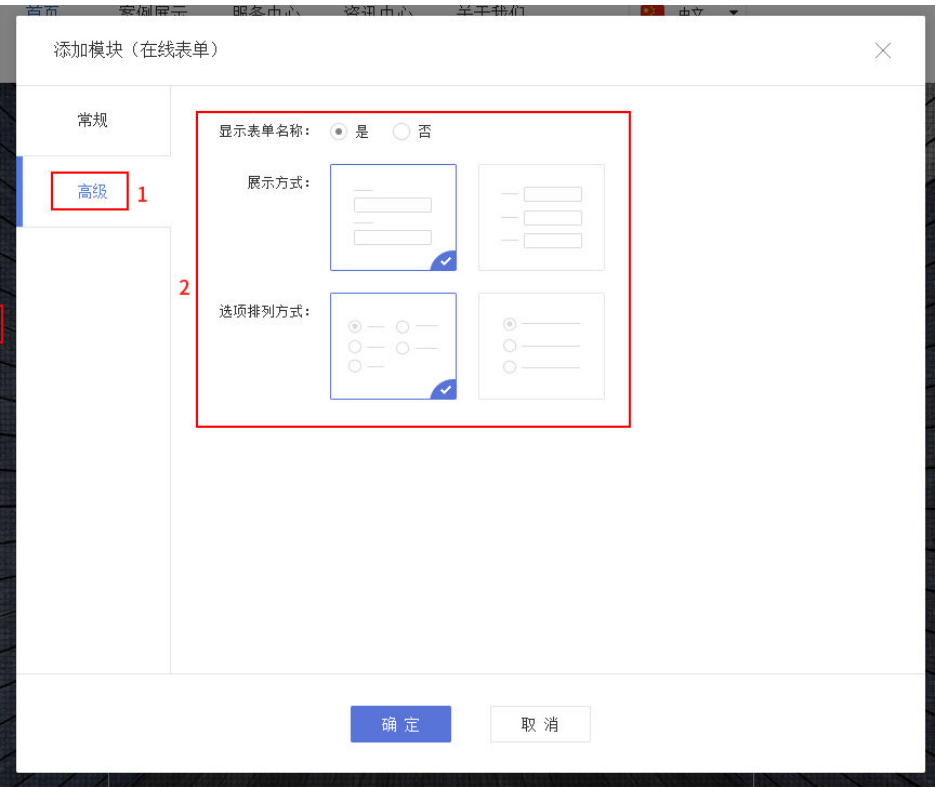 首页 案例展示 服务中心 资讯中心 关于我们 中文
添加模块（在线表单）
常规
高级 1
2
显示表单名称： 是 否
展示方式：
选项排列方式：
确定 取消